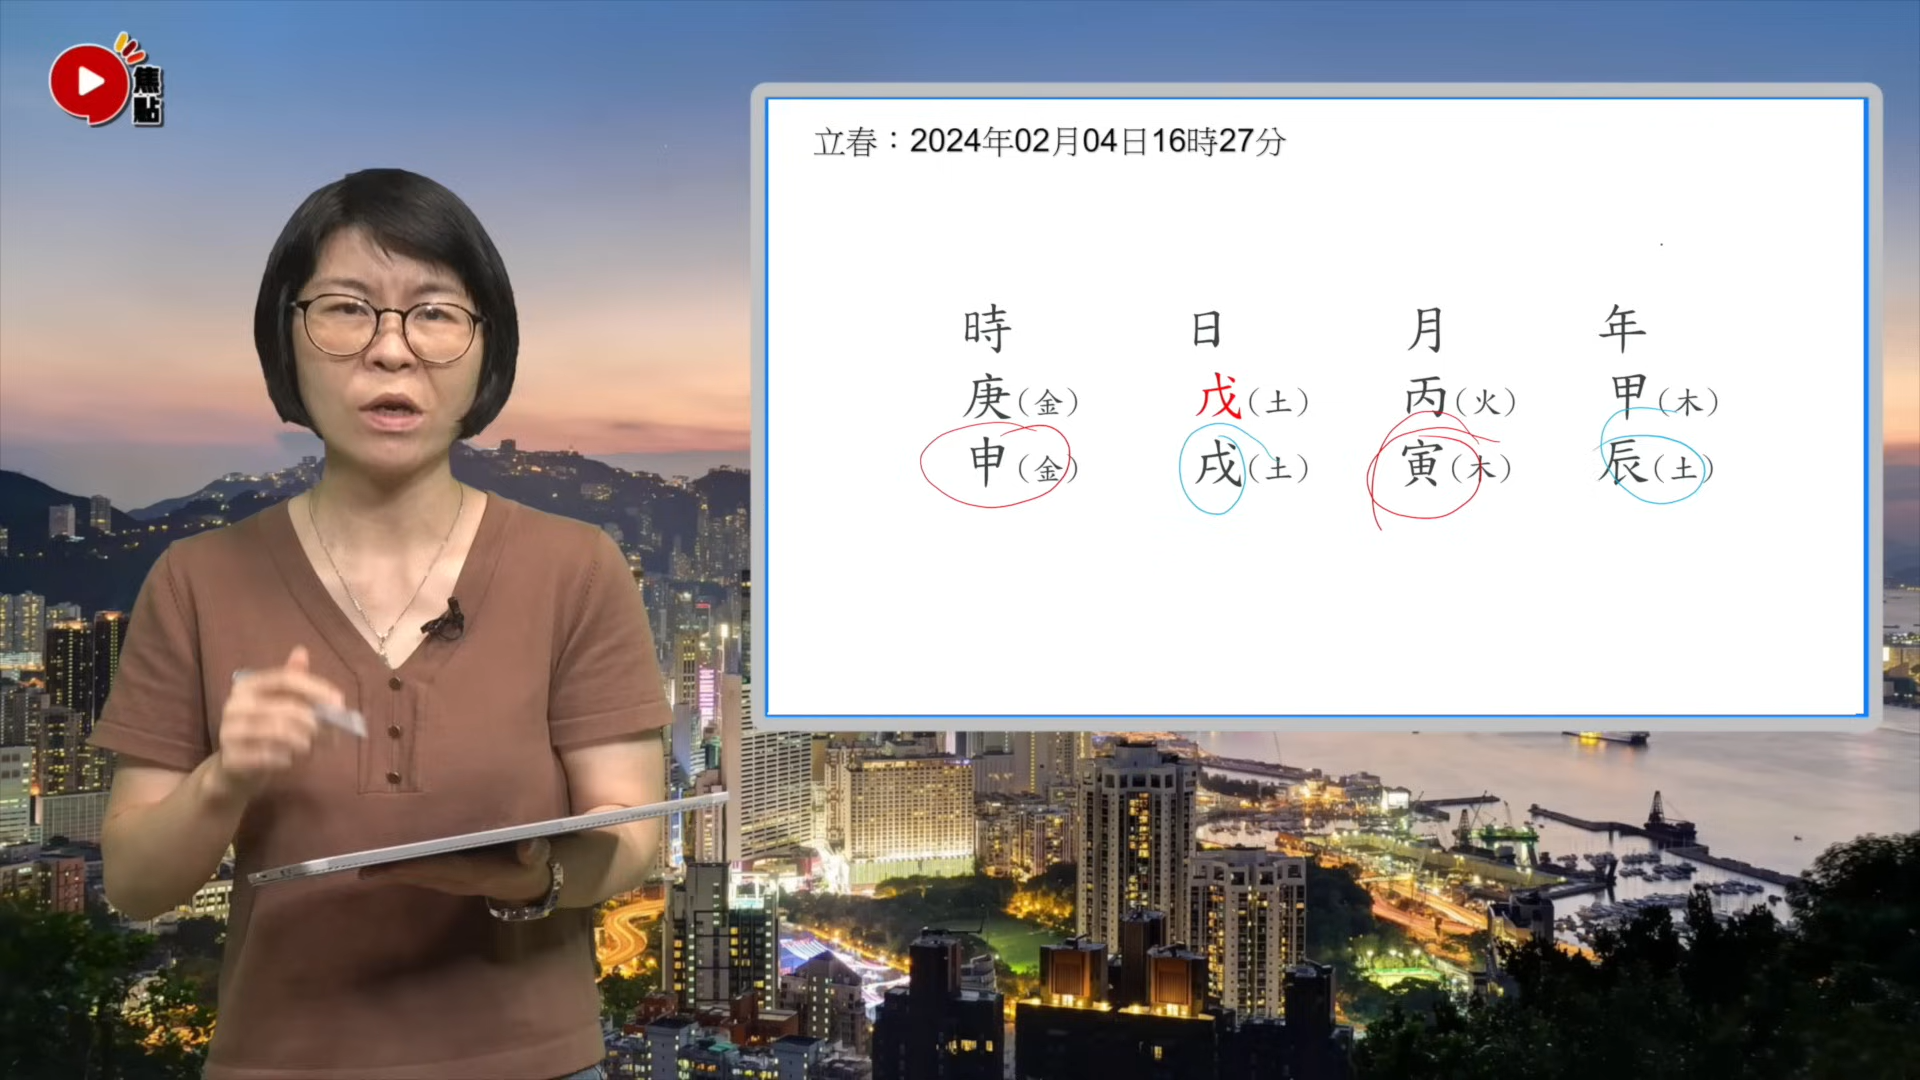 焦點
立春：2024年02月04日16時27分
時 日 月 年
庚（金） 戊（土） 丙（火） 甲（木）
申（金） 戌（土） 寅（木） 辰（土）